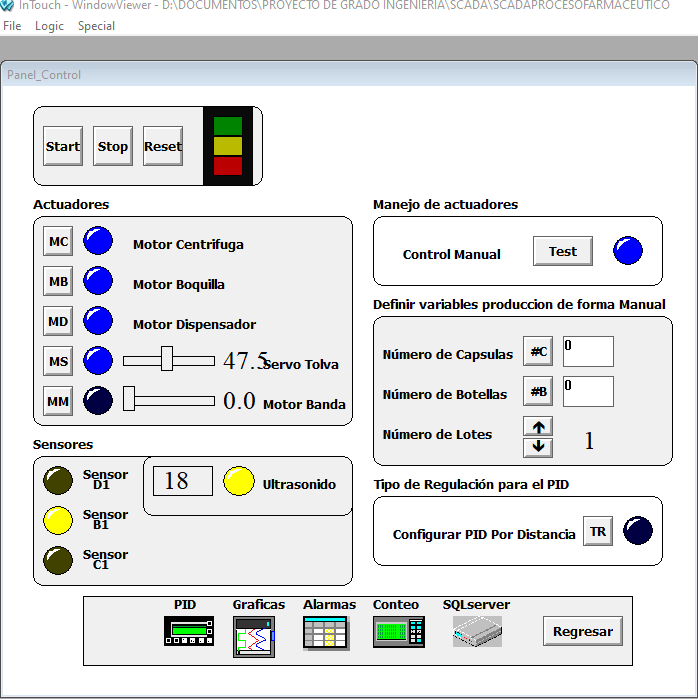 InTouch - WindowViewer - D:\DOCUMENTOS\PROYECTO DE GRADO INGENIERIA\SCADA\SCADAPROCESOFARMACEUTICO
File Logic Special
Panel_Control
Start Stop Reset
Actuadores
MC Motor Centrifuga
MB Motor Boquilla
MD Motor Dispensador
MS 47.5 Servo Tolva
MM 0.0 Motor Banda
Manejo de actuadores
Control Manual Test
Definir variables produccion de forma Manual
Número de Capsulas #C 0
Número de Botellas #B 0
Número de Lotes 1
Sensores
Sensor D1
18 Ultrasonido
Sensor B1
Sensor C1
Tipo de Regulación para el PID
Configurar PID Por Distancia TR
PID Graficas Alarmas Conteo SQLserver
Regresar